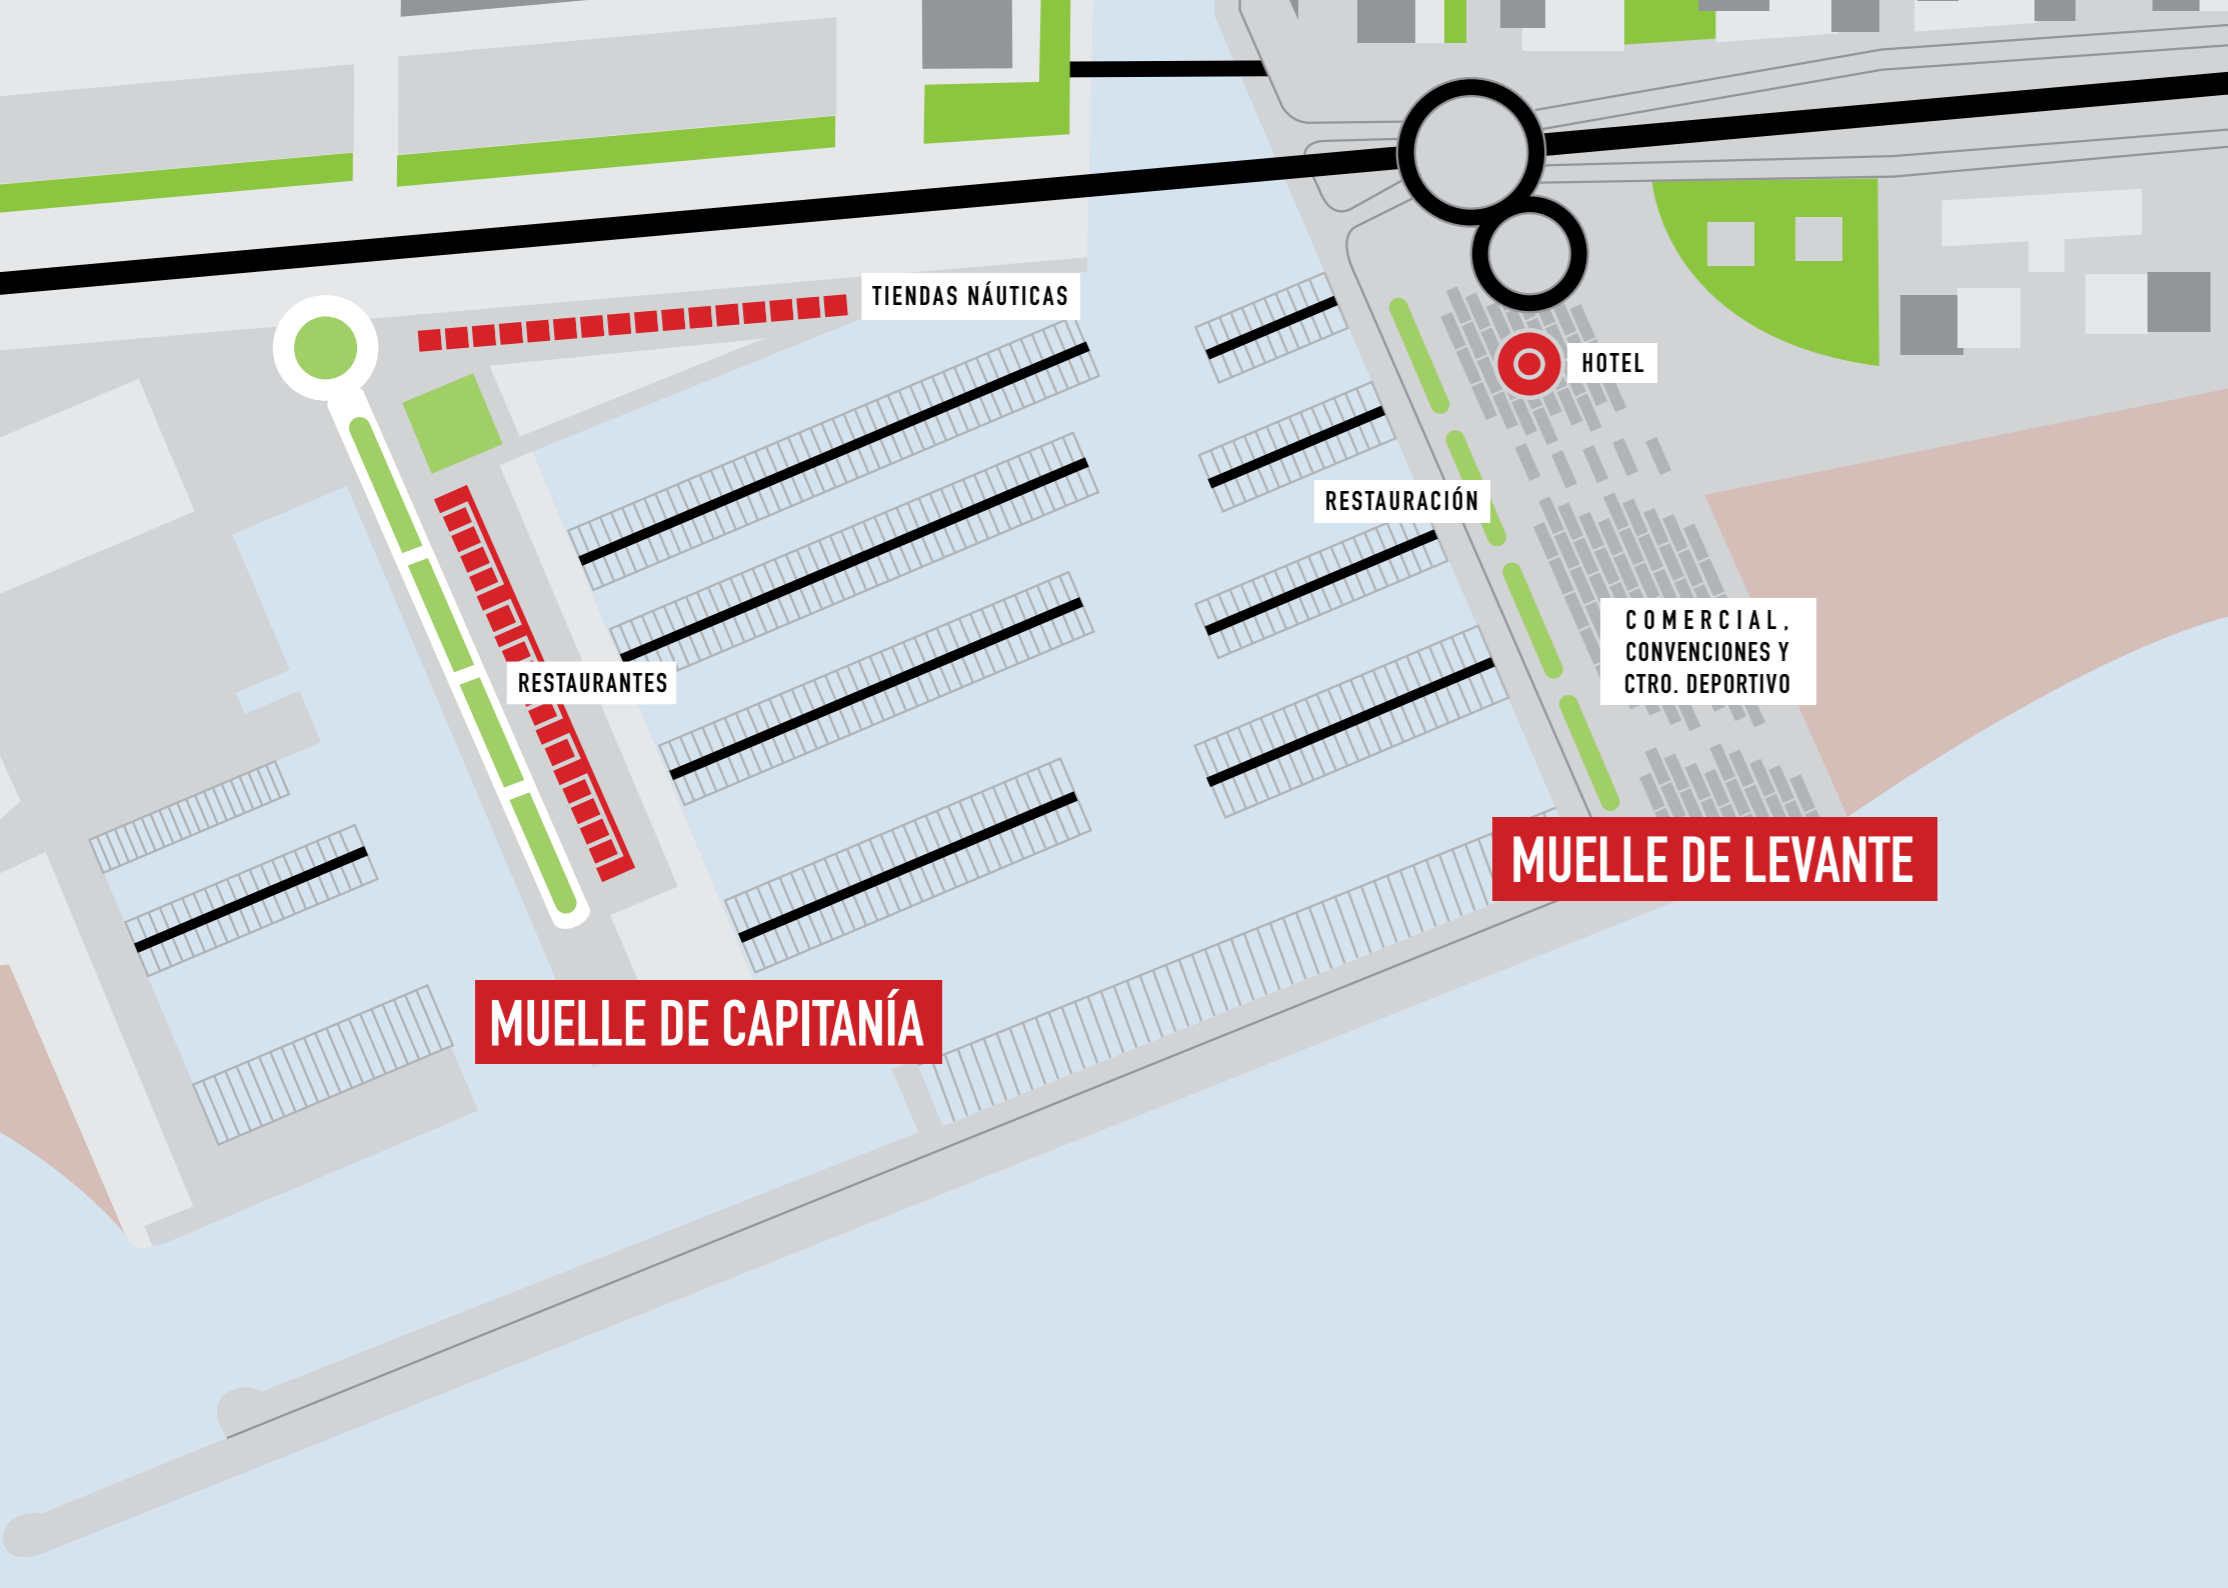 TIENDAS NÁUTICAS
HOTEL
RESTAURACIÓN
COMERCIAL,
CONVENCIONES Y
CTRO. DEPORTIVO
RESTAURANTES
MUELLE DE LEVANTE
MUELLE DE CAPITANÍA